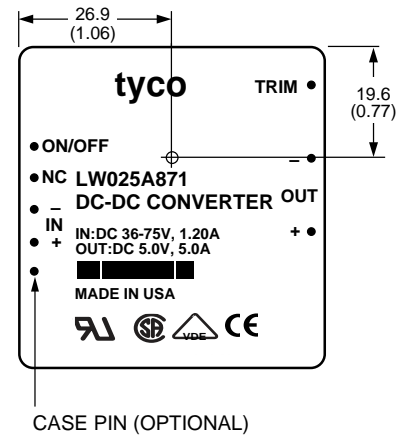 26.9
(1.06)
tyco
TRIM
19.6
(0.77)
ON/OFF
–
NC
LW025A871
–
DC-DC CONVERTER
OUT
IN
+
IN:DC 36-75V, 1.20A
+
OUT:DC 5.0V, 5.0A
MADE IN USA
SA
VDE
CE
CASE PIN (OPTIONAL)